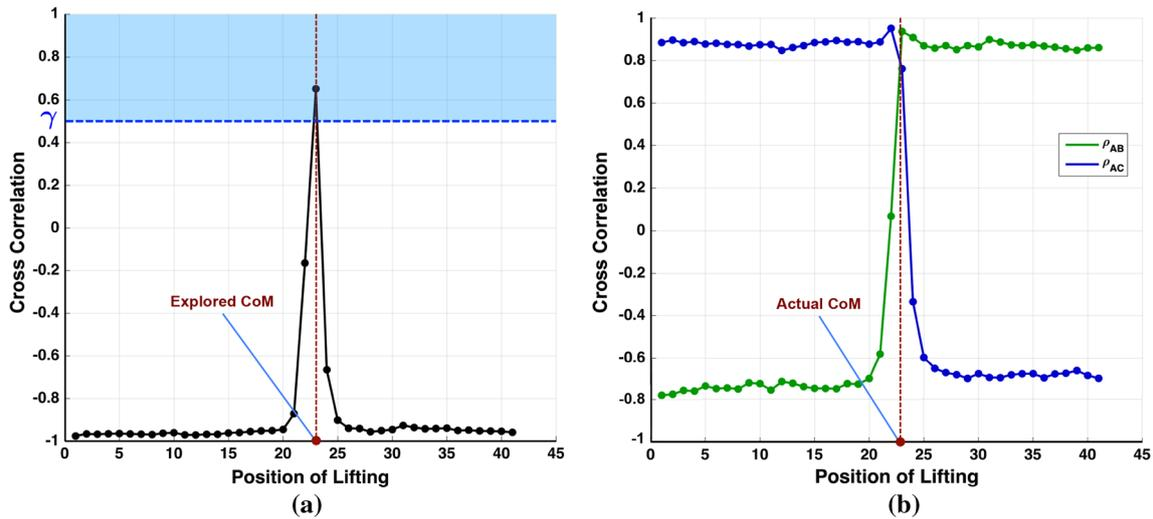 1
0.8
0.6
γ
0.4
0.2
0
-0.2
-0.4
-0.6
-0.8
-1
Cross Correlation
Explored CoM
0 5 10 15 20 25 30 35 40 45
Position of Lifting
(a)
1
0.8
0.6
0.4
0.2
0
-0.2
-0.4
-0.6
-0.8
-1
Cross Correlation
ρAB
ρAC
Actual CoM
0 5 10 15 20 25 30 35 40 45
Position of Lifting
(b)